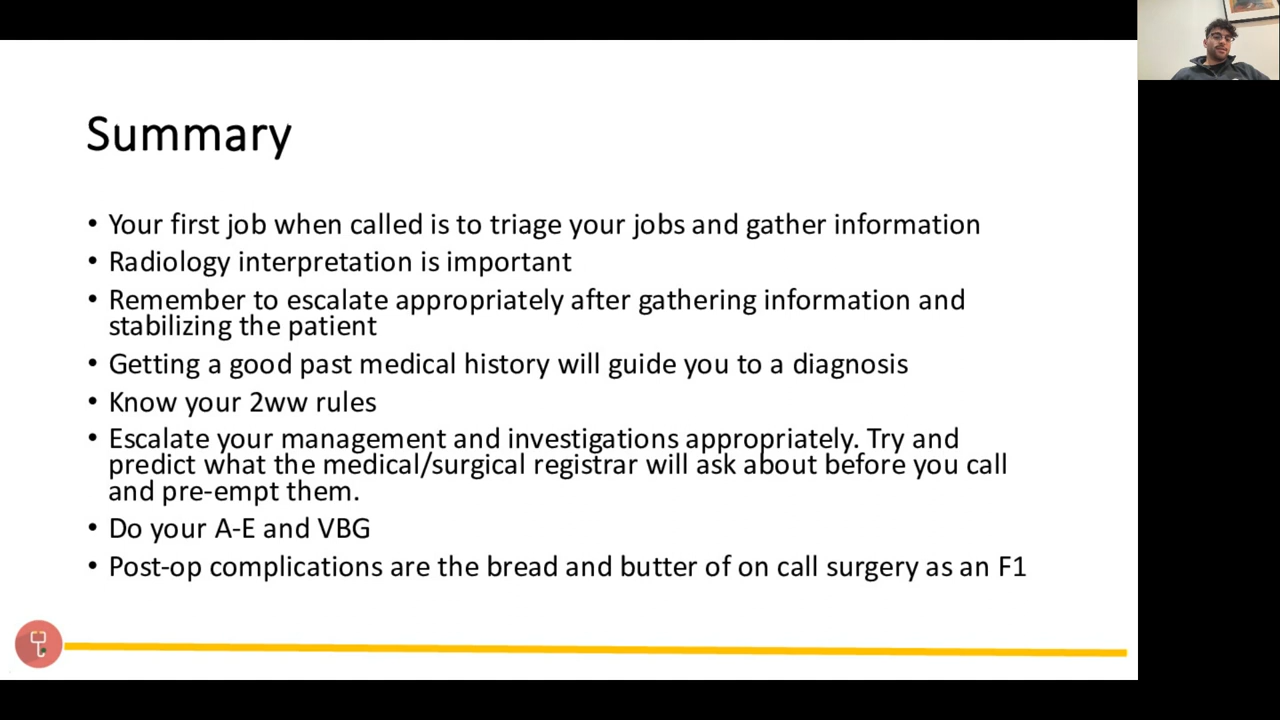 Summary
• Your first job when called is to triage your jobs and gather information
• Radiology interpretation is important
• Remember to escalate appropriately after gathering information and
stabilizing the patient
• Getting a good past medical history will guide you to a diagnosis
• Know your 2ww rules
• Escalate your management and investigations appropriately. Try and
predict what the medical/surgical registrar will ask about before you call
and pre-empt them.
• Do your A-E and VBG
• Post-op complications are the bread and butter of on call surgery as an F1